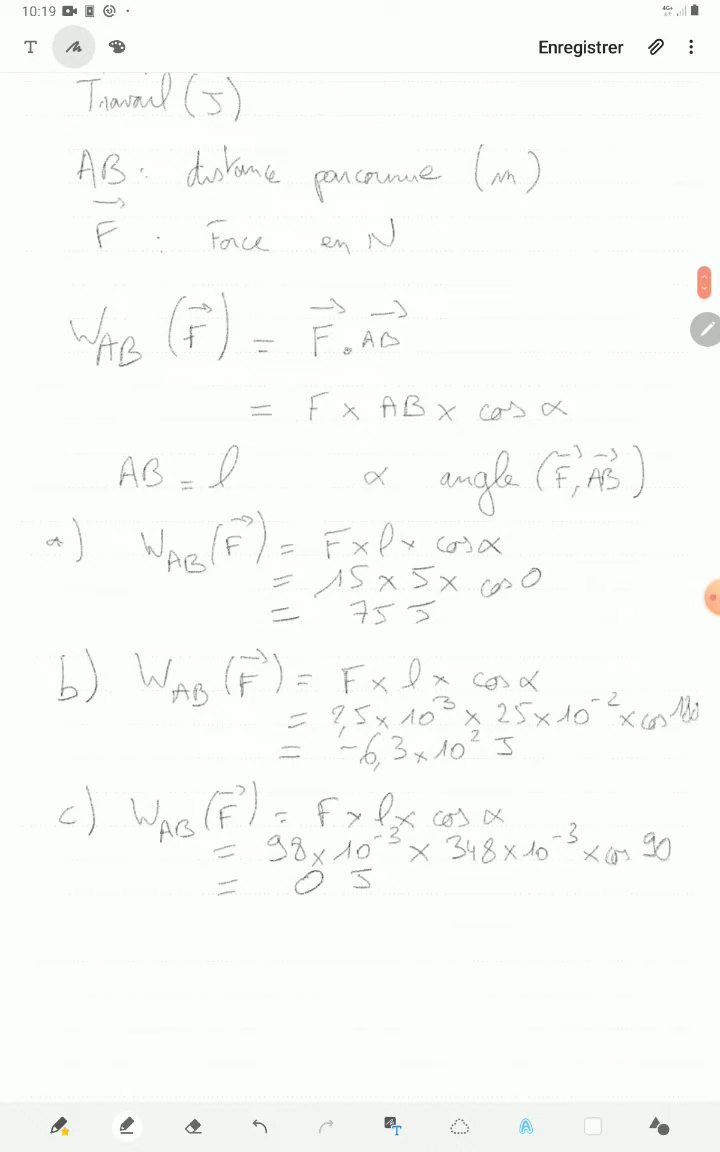 10:19
4G+
T Enregistrer
Travail (J)
AB : distance parcourue (m)
F⃗ : Force en N
W_AB (F⃗) = F⃗ . AB⃗
= F × AB × cos α
AB = l α angle (F⃗, AB⃗)
a) W_AB (F⃗) = F × l × cos α
= 15 × 5 × cos 0
= 75 J
b) W_AB (F⃗) = F × l × cos α
= 2,5 × 10³ × 25 × 10⁻² × cos 180
= -6,3 × 10² J
c) W_AB (F⃗) = F × l × cos α
= 98 × 10⁻³ × 348 × 10⁻³ × cos 90
= 0 J
T A